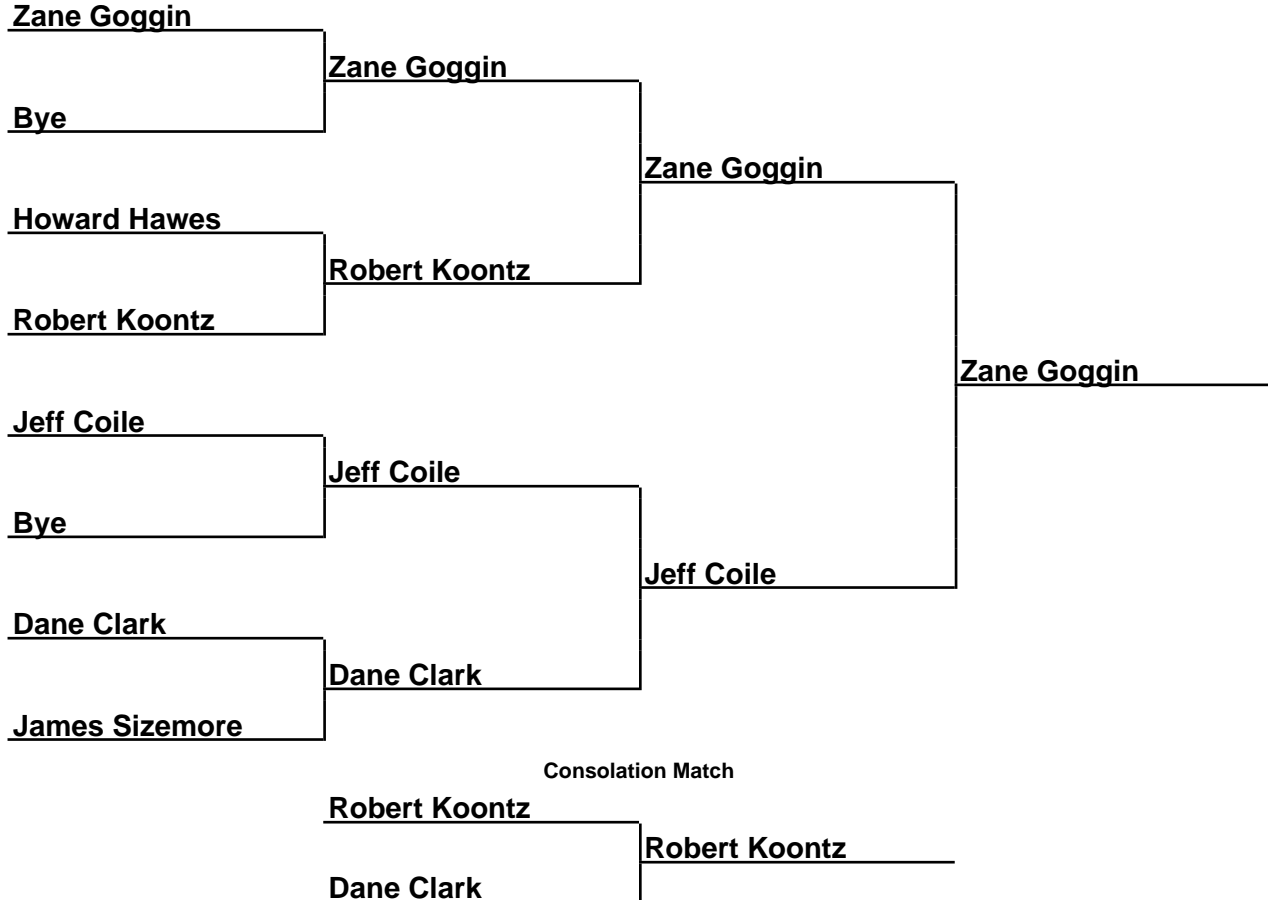 Zane Goggin
Zane Goggin
Bye
Zane Goggin
Howard Hawes
Robert Koontz
Robert Koontz
Zane Goggin
Jeff Coile
Jeff Coile
Bye
Jeff Coile
Dane Clark
Dane Clark
James Sizemore
Consolation Match
Robert Koontz
Robert Koontz
Dane Clark